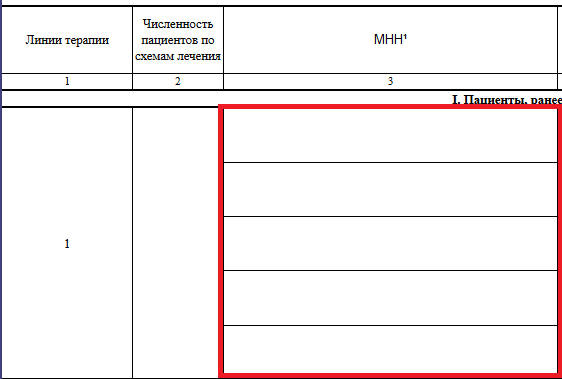 Линии терапии
Численность
пациентов по
схемам лечения
МНН¹
1
2
3
I. Пациенты, ранее
1